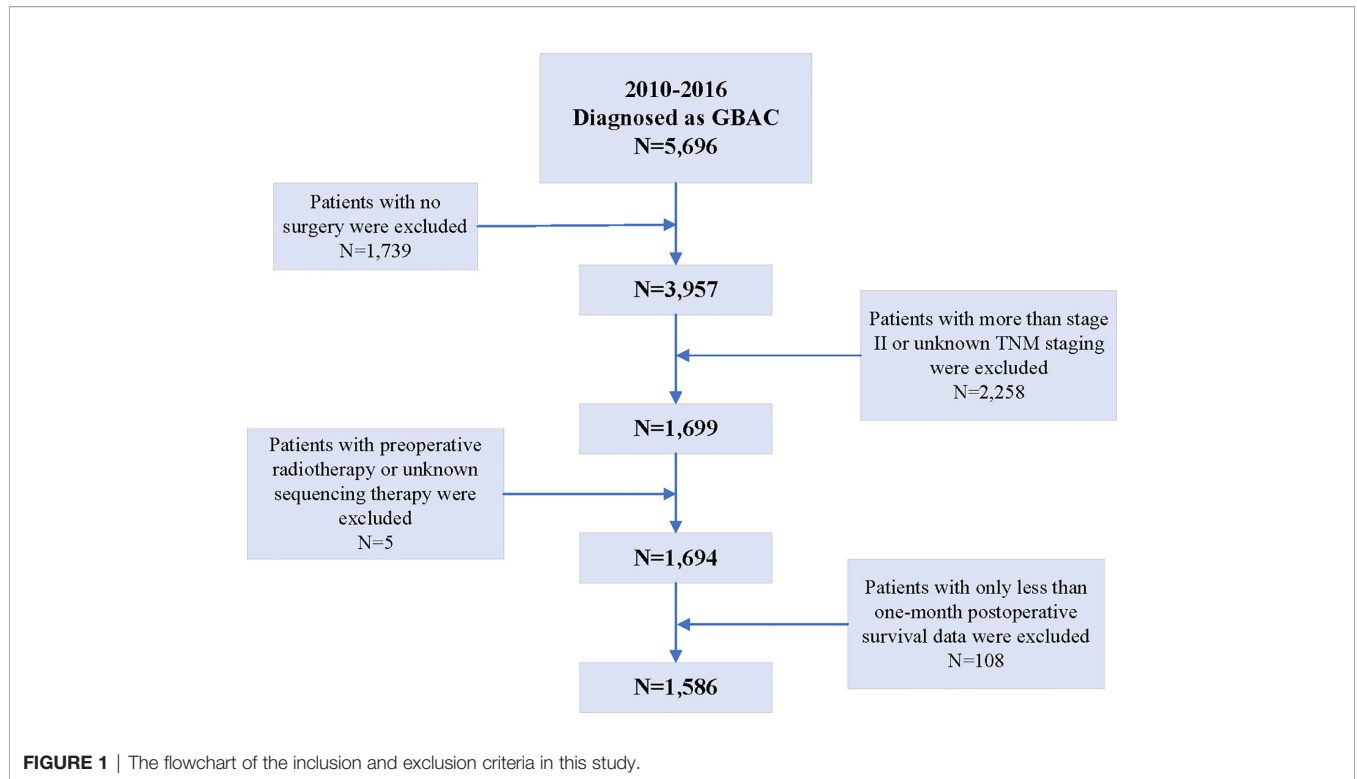 2010-2016
Diagnosed as GBAC
N=5,696
Patients with no
surgery were excluded
N=1,739
N=3,957
Patients with more than stage
II or unknown TNM staging
were excluded
N=2,258
N=1,699
Patients with preoperative
radiotherapy or unknown
sequencing therapy were
excluded
N=5
N=1,694
Patients with only less than
one-month postoperative
survival data were excluded
N=108
N=1,586
FIGURE 1 | The flowchart of the inclusion and exclusion criteria in this study.